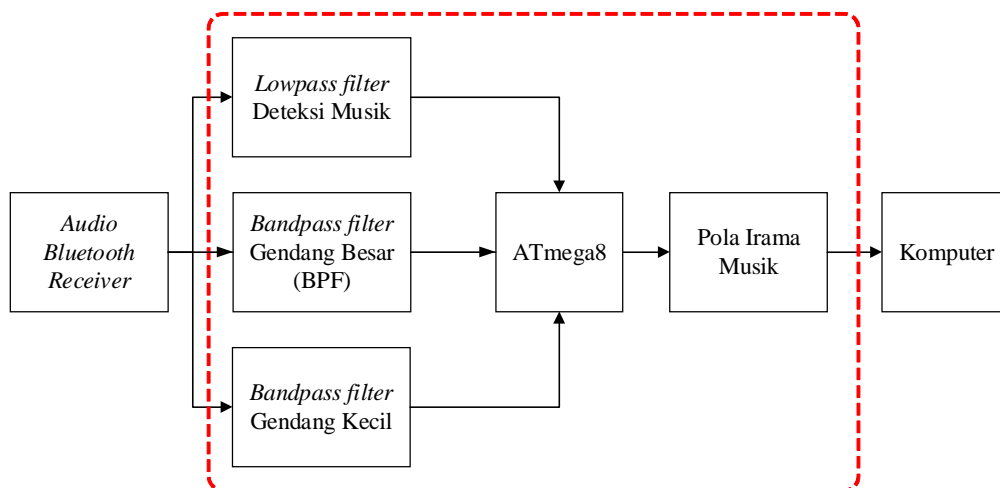 Lowpass filter
Deteksi Musik
Audio
Bluetooth
Receiver
Bandpass filter
Gendang Besar
(BPF)
ATmega8
Pola Irama
Musik
Komputer
Bandpass filter
Gendang Kecil